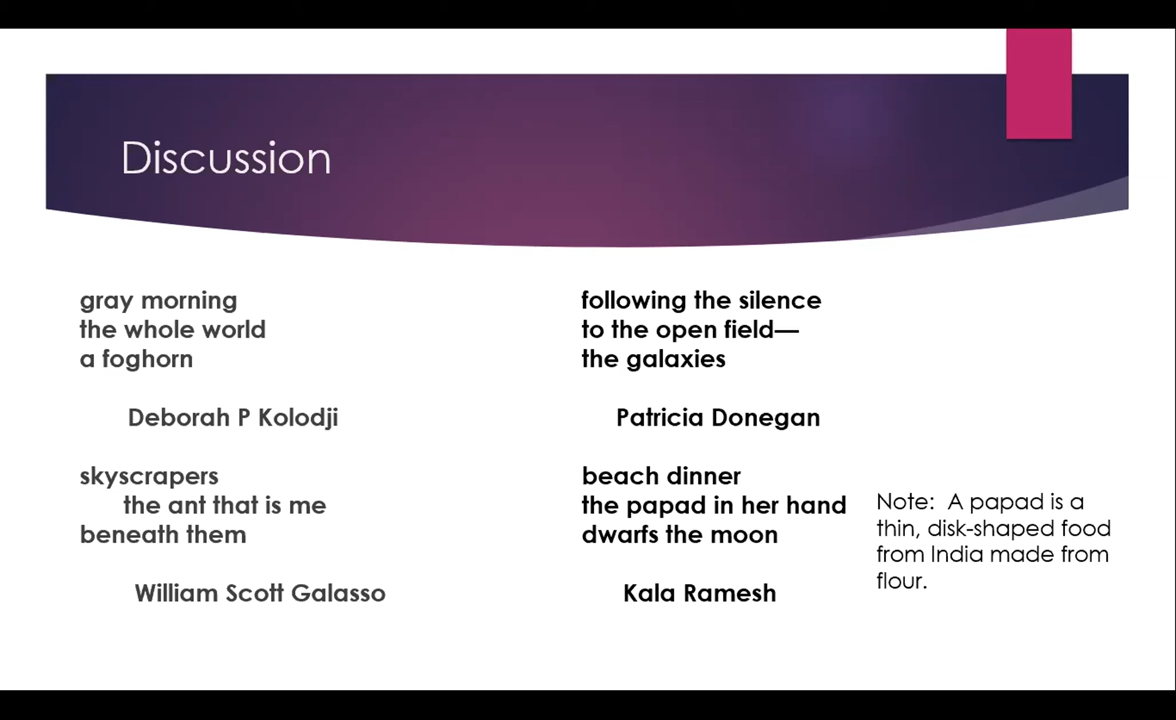 Discussion
gray morning
the whole world
a foghorn
Deborah P Kolodji
skyscrapers
the ant that is me
beneath them
William Scott Galasso
following the silence
to the open field—
the galaxies
Patricia Donegan
beach dinner
the papad in her hand
dwarfs the moon
Kala Ramesh
Note:  A papad is a
thin, disk-shaped food
from India made from
flour.